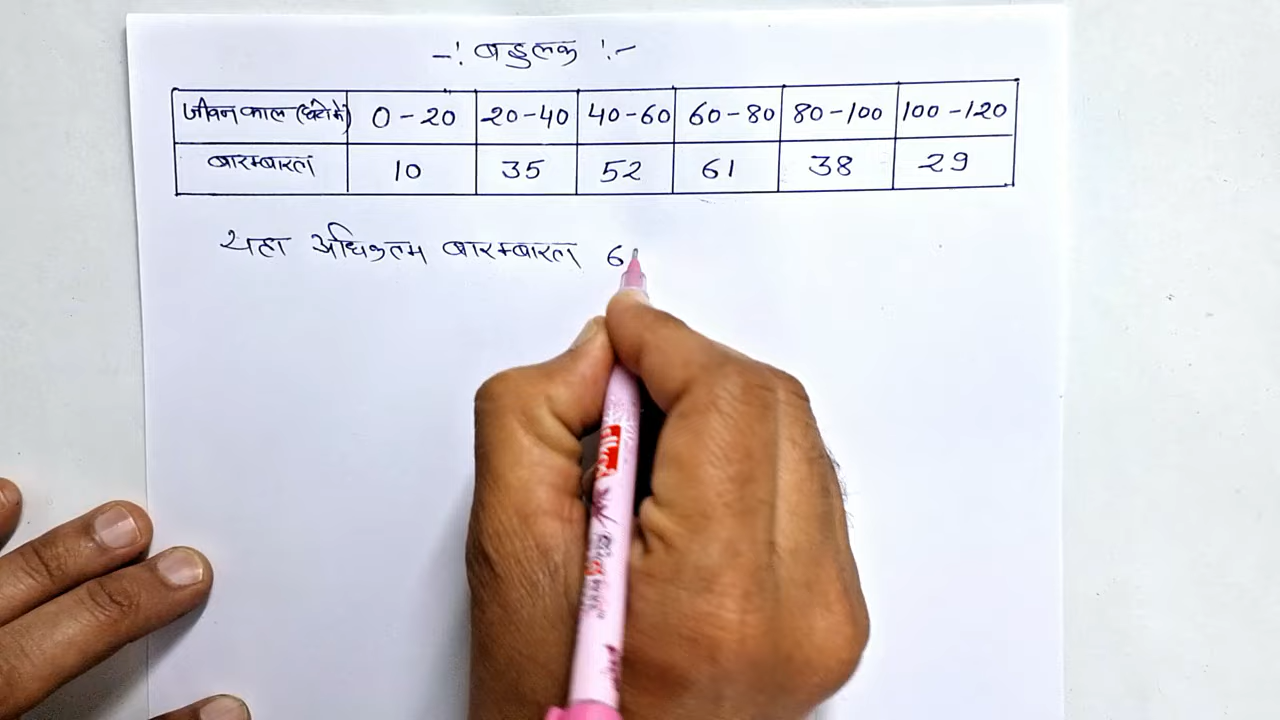 -: बहुलक :-
जीवन काल (घंटो में) 0-20 20-40 40-60 60-80 80-100 100-120
बारम्बारता 10 35 52 61 38 29
यहा अधिकतम बारम्बारता 6